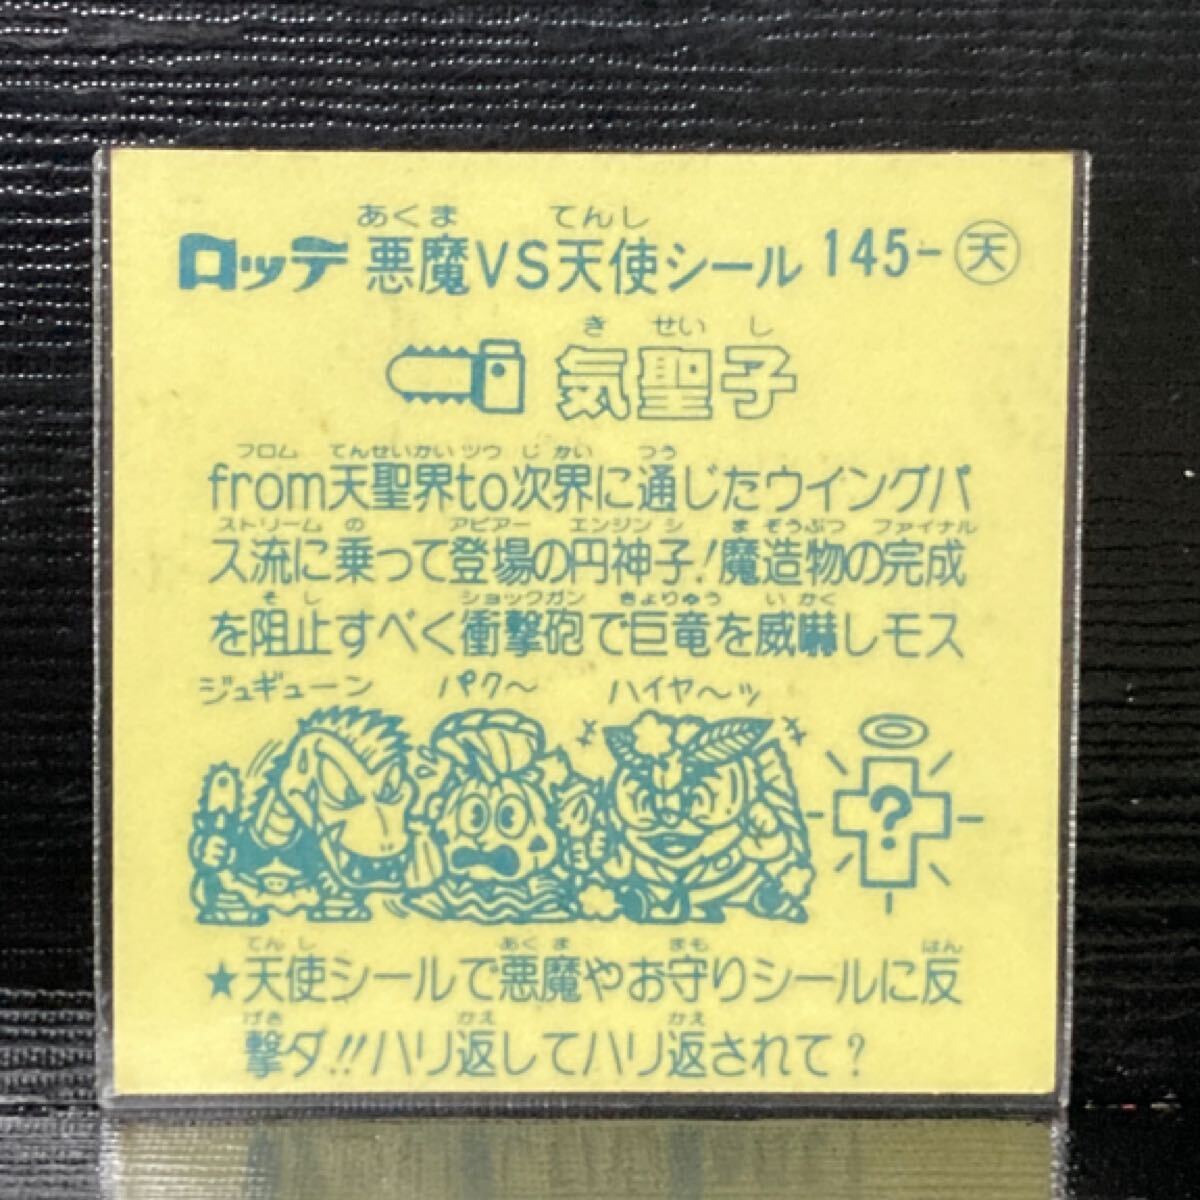 あくま てんし
ロッテ 悪魔VS天使シール 145-天
き せい し
気聖子
フロム てんせいかい ツウ じ かい つう
from天聖界to次界に通じたウイングパ
ストリーム の アピアー エンジン シ ま ぞうぶつ ファイナル
ス流に乗って登場の円神子!魔造物の完成
そ し ショックガン きょりゅう い かく
を阻止すべく衝撃砲で巨竜を威嚇しモス
ジュギューン パク〜 ハイヤ〜ッ
?
てんし あくま まも はん
★天使シールで悪魔やお守りシールに反
げき かえ かえ
撃ダ!!ハリ返してハリ返されて?